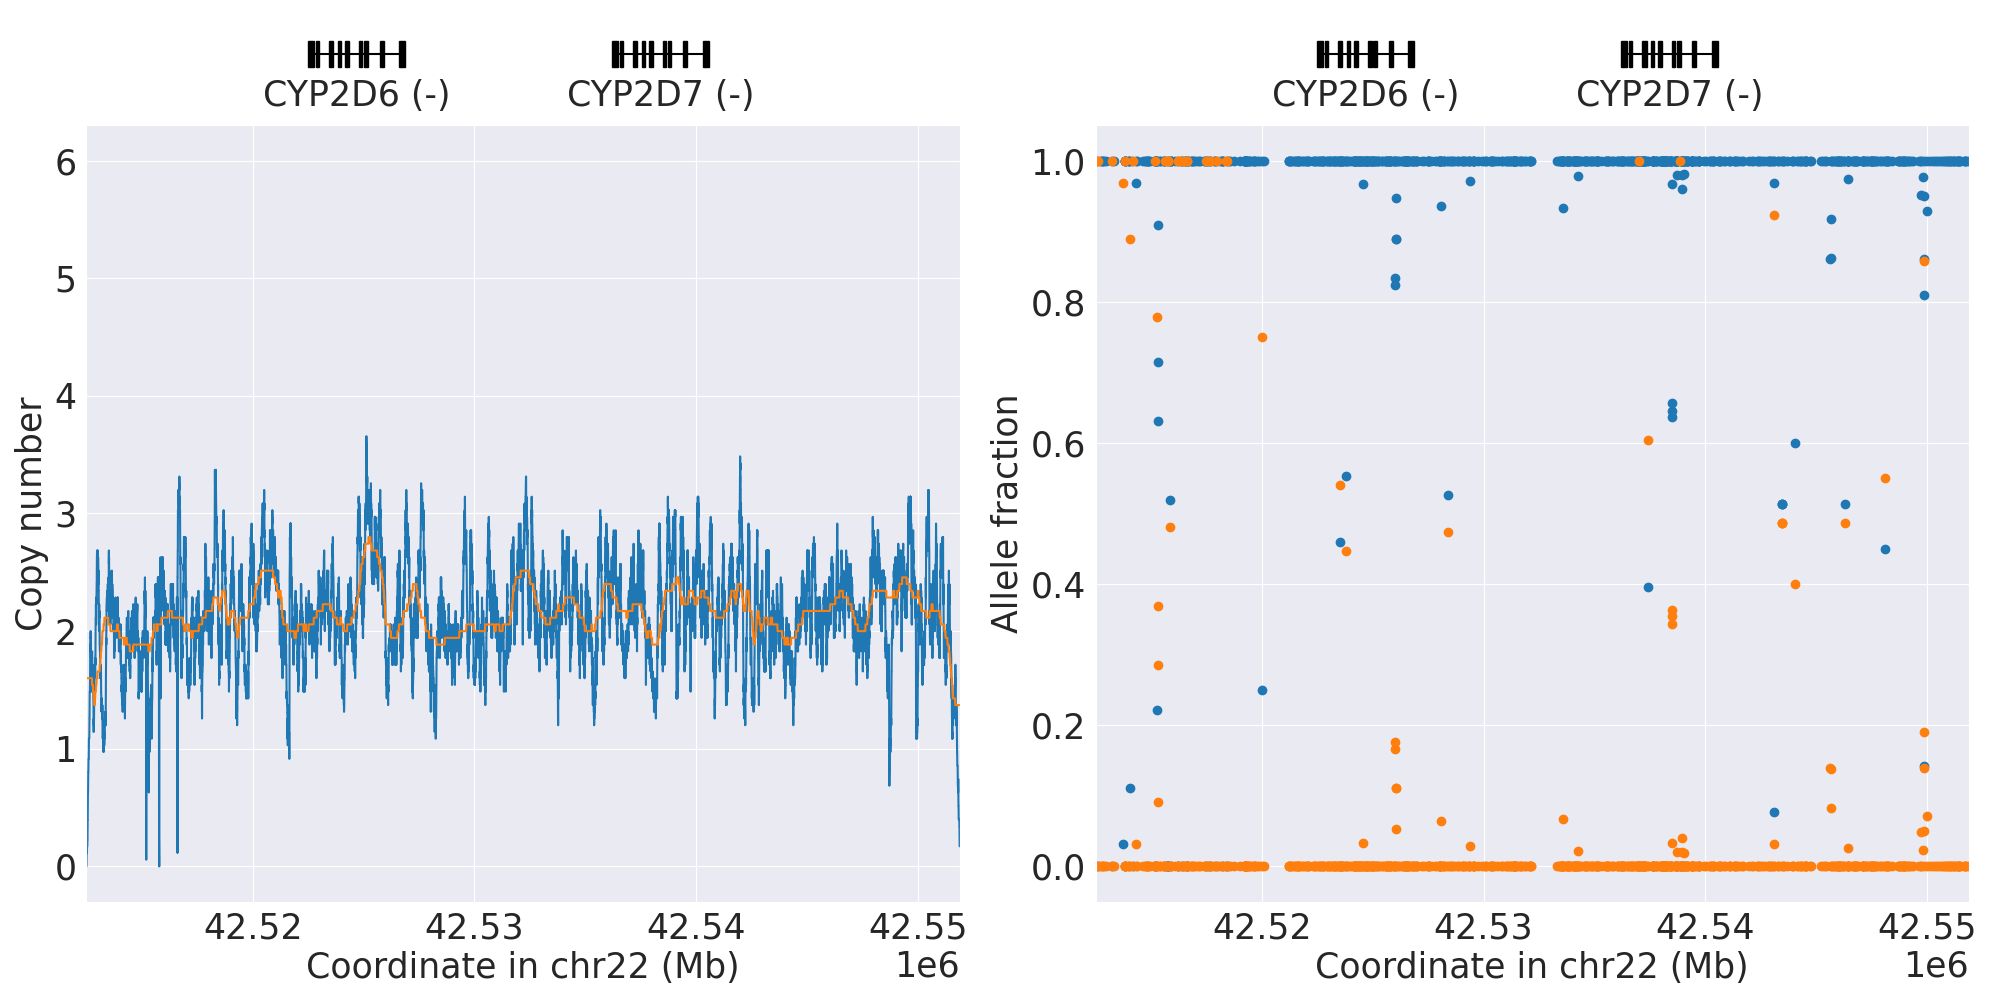 CYP2D6 (-) CYP2D7 (-)
Copy number
6
5
4
3
2
1
0
42.52 42.53 42.54 42.55
Coordinate in chr22 (Mb) 1e6
CYP2D6 (-) CYP2D7 (-)
Allele fraction
1.0
0.8
0.6
0.4
0.2
0.0
42.52 42.53 42.54 42.55
Coordinate in chr22 (Mb) 1e6